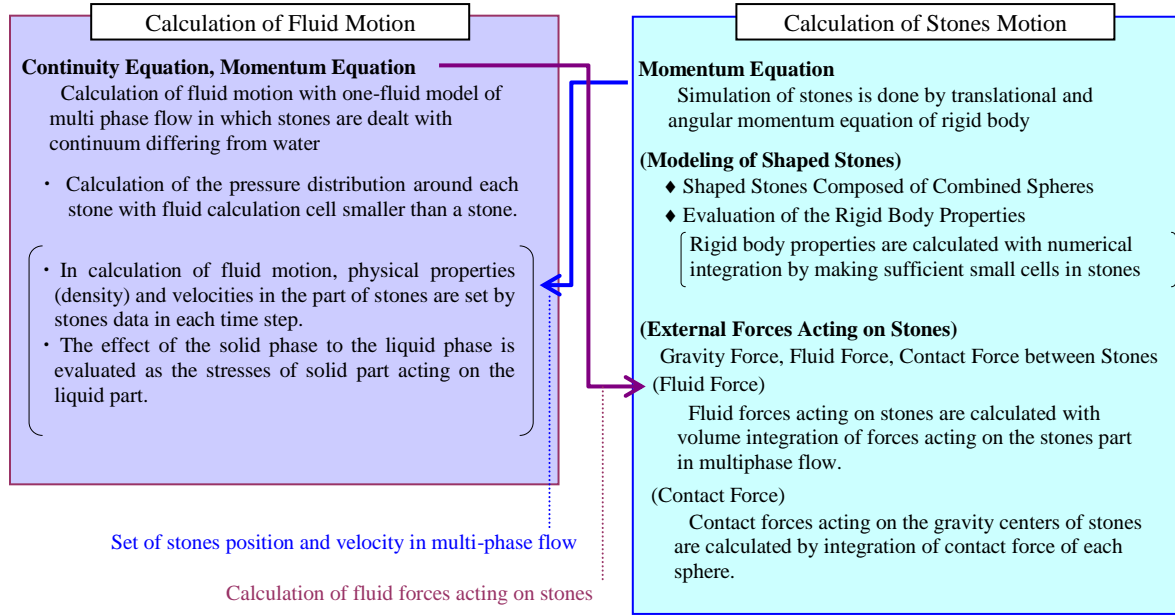 Calculation of Fluid Motion
Continuity Equation, Momentum Equation
Calculation of fluid motion with one-fluid model of
multi phase flow in which stones are dealt with
continuum differing from water
・ Calculation of the pressure distribution around each
stone with fluid calculation cell smaller than a stone.
・ In calculation of fluid motion, physical properties
(density) and velocities in the part of stones are set by
stones data in each time step.
・ The effect of the solid phase to the liquid phase is
evaluated as the stresses of solid part acting on the
liquid part.
Set of stones position and velocity in multi-phase flow
Calculation of fluid forces acting on stones
Calculation of Stones Motion
Momentum Equation
Simulation of stones is done by translational and
angular momentum equation of rigid body
(Modeling of Shaped Stones)
♦ Shaped Stones Composed of Combined Spheres
♦ Evaluation of the Rigid Body Properties
Rigid body properties are calculated with numerical
integration by making sufficient small cells in stones
(External Forces Acting on Stones)
Gravity Force, Fluid Force, Contact Force between Stones
(Fluid Force)
Fluid forces acting on stones are calculated with
volume integration of forces acting on the stones part
in multiphase flow.
(Contact Force)
Contact forces acting on the gravity centers of stones
are calculated by integration of contact force of each
sphere.